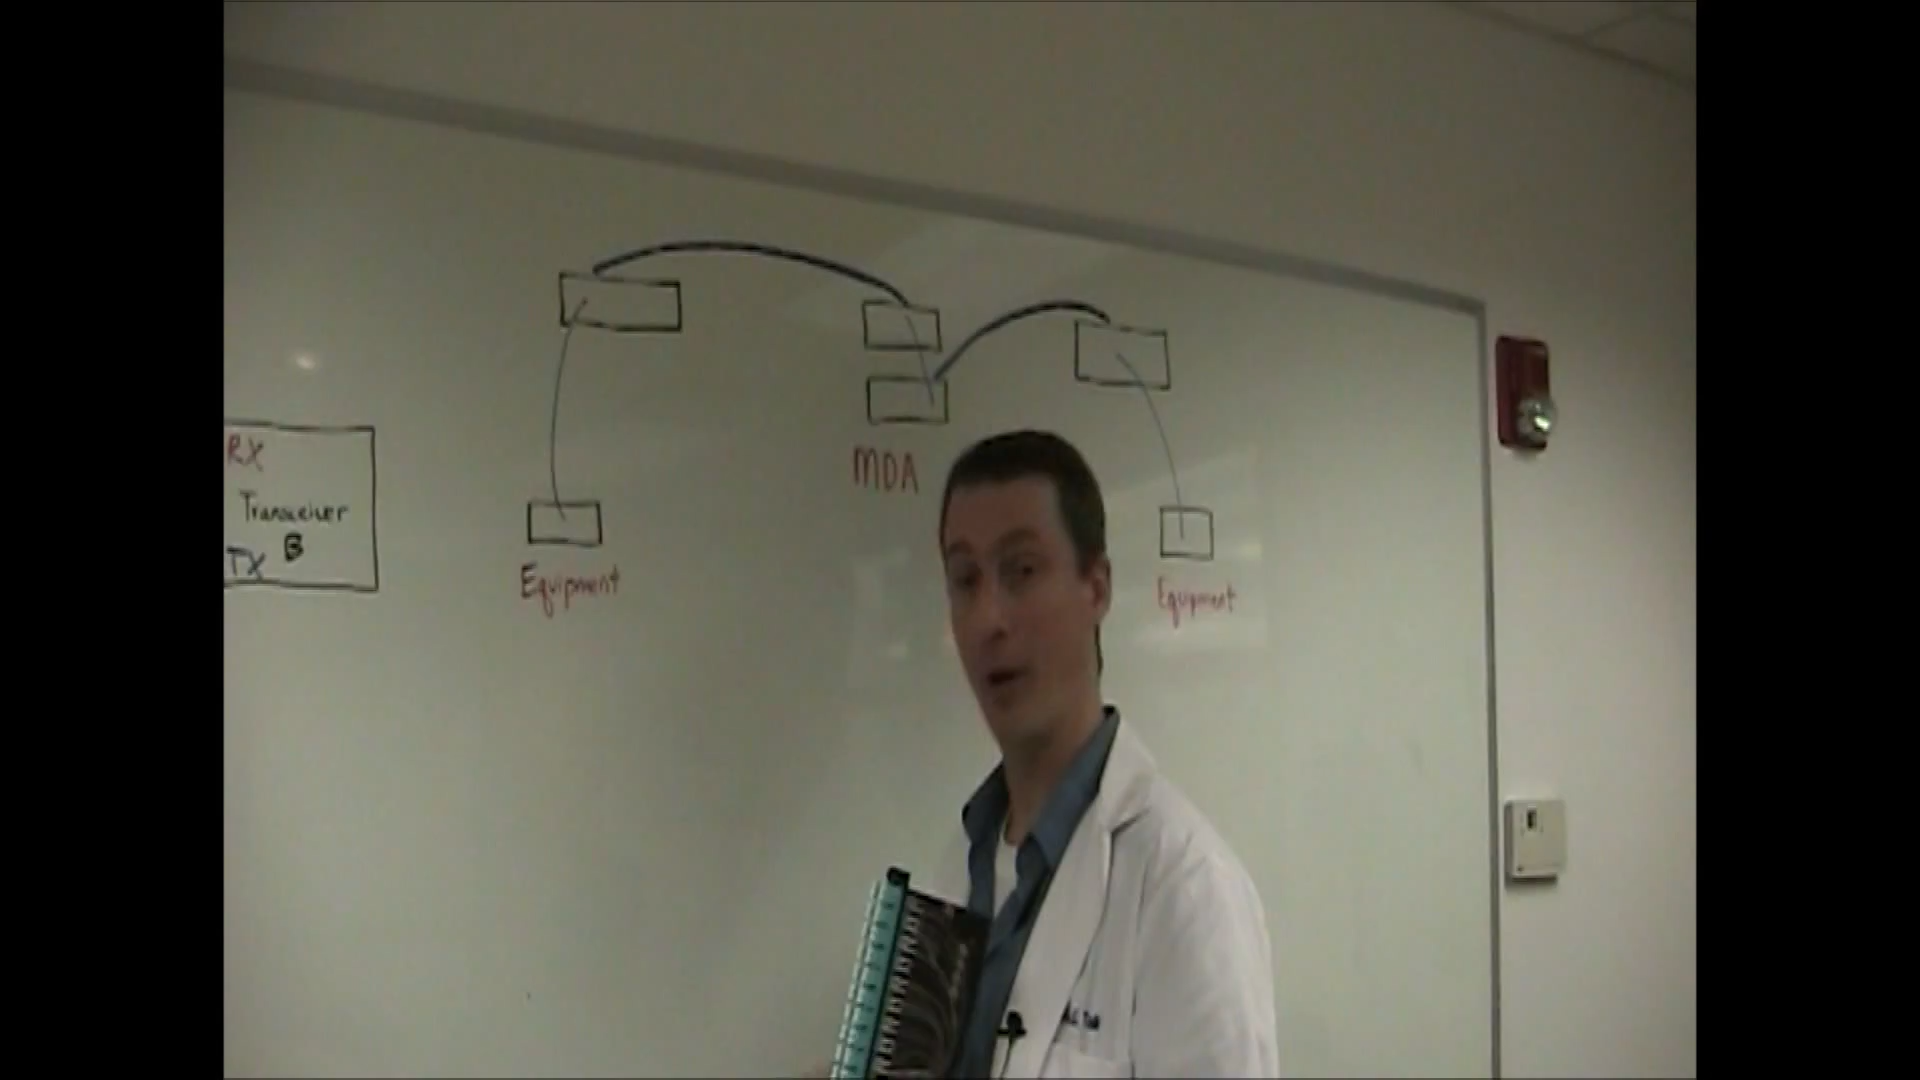 RX
Transceiver
B
TX
MDA
Equipment
Equipment